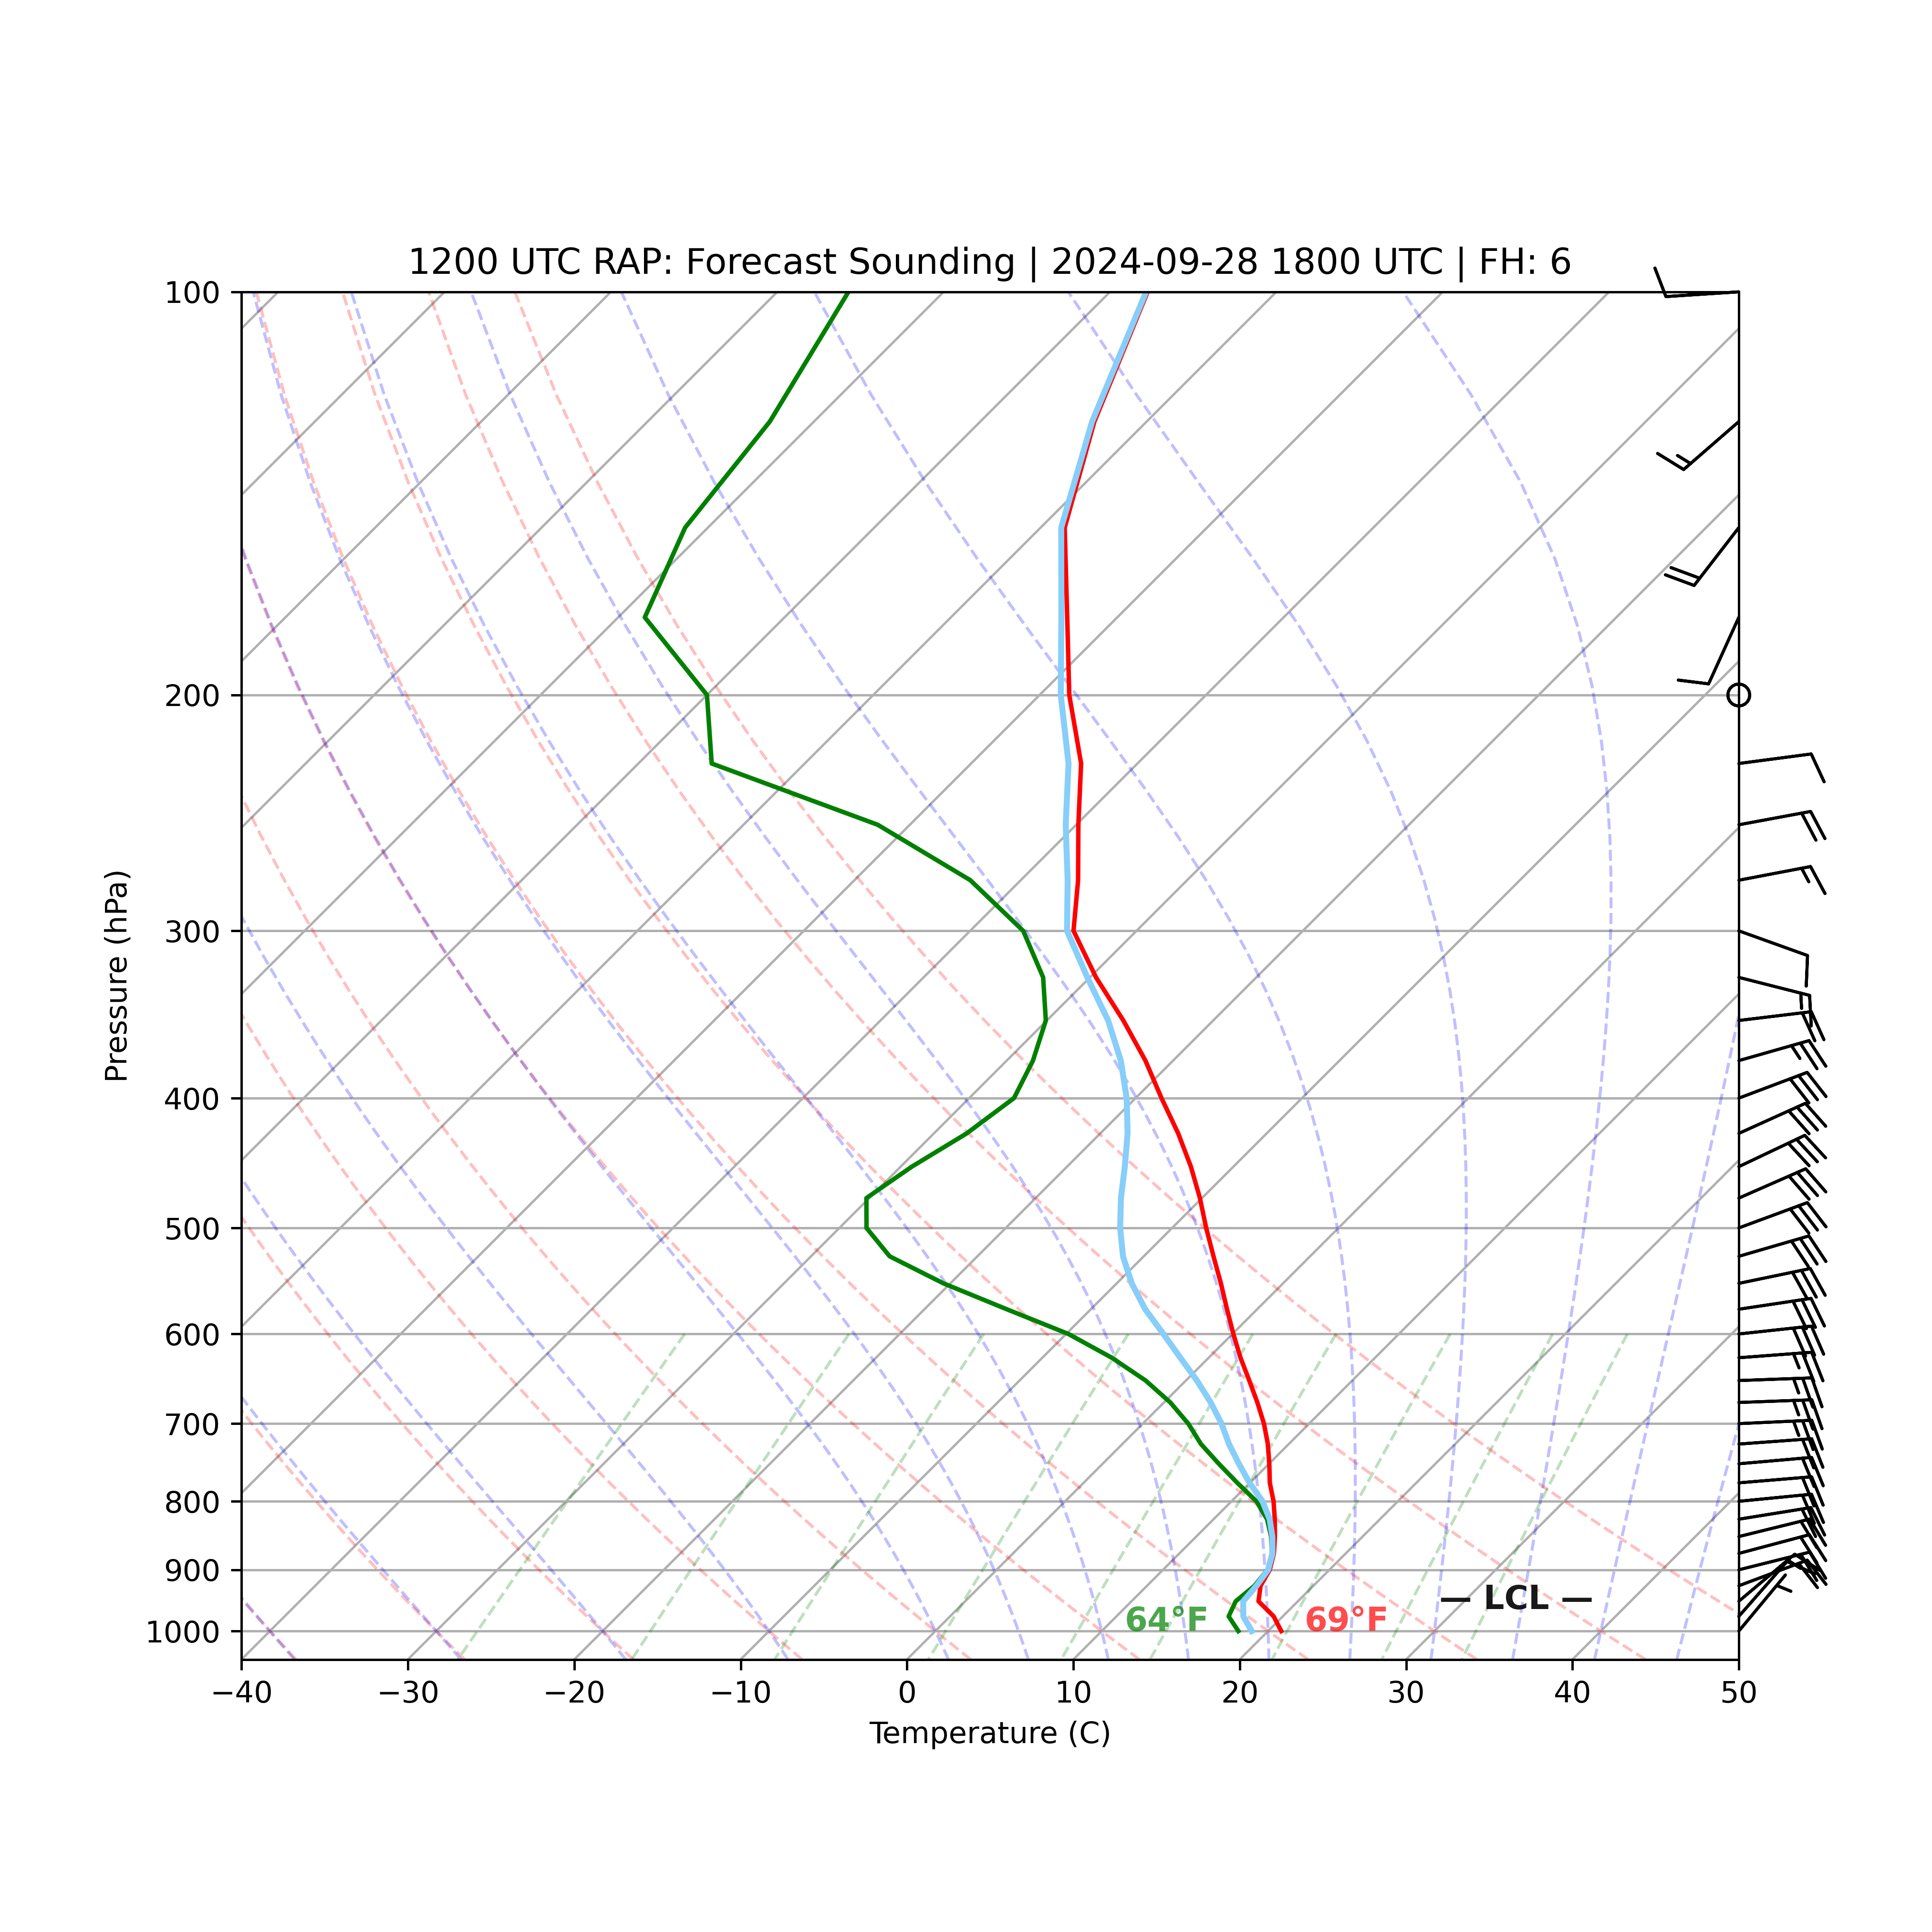 1200 UTC RAP: Forecast Sounding | 2024-09-28 1800 UTC | FH: 6
100
200
300
400
500
600
700
800
900
1000
Pressure (hPa)
64°F
69°F
— LCL —
−40 −30 −20 −10 0 10 20 30 40 50
Temperature (C)